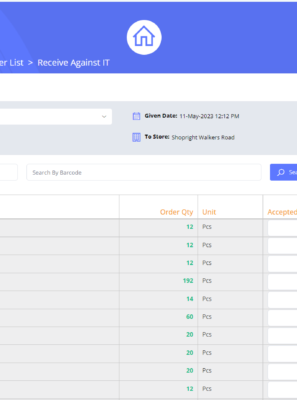 er List > Receive Against IT
Given Date: 11-May-2023 12:12 PM
To Store: Shopright Walkers Road
Search By Barcode
Sea
Order Qty Unit Accepted
12 Pcs
12 Pcs
12 Pcs
192 Pcs
14 Pcs
60 Pcs
20 Pcs
20 Pcs
20 Pcs
12 Pcs